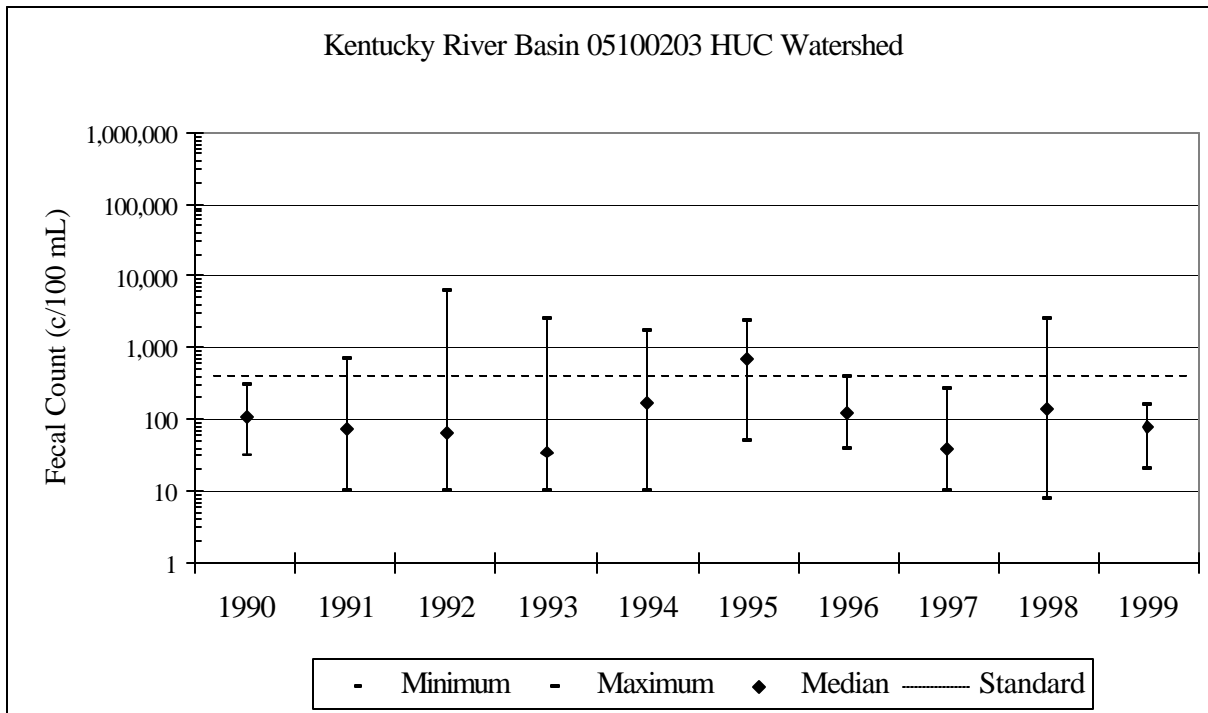 Kentucky River Basin 05100203 HUC Watershed
Fecal Count (c/100 mL)
1,000,000
100,000
10,000
1,000
100
10
1
1990 1991 1992 1993 1994 1995 1996 1997 1998 1999
Minimum Maximum Median Standard